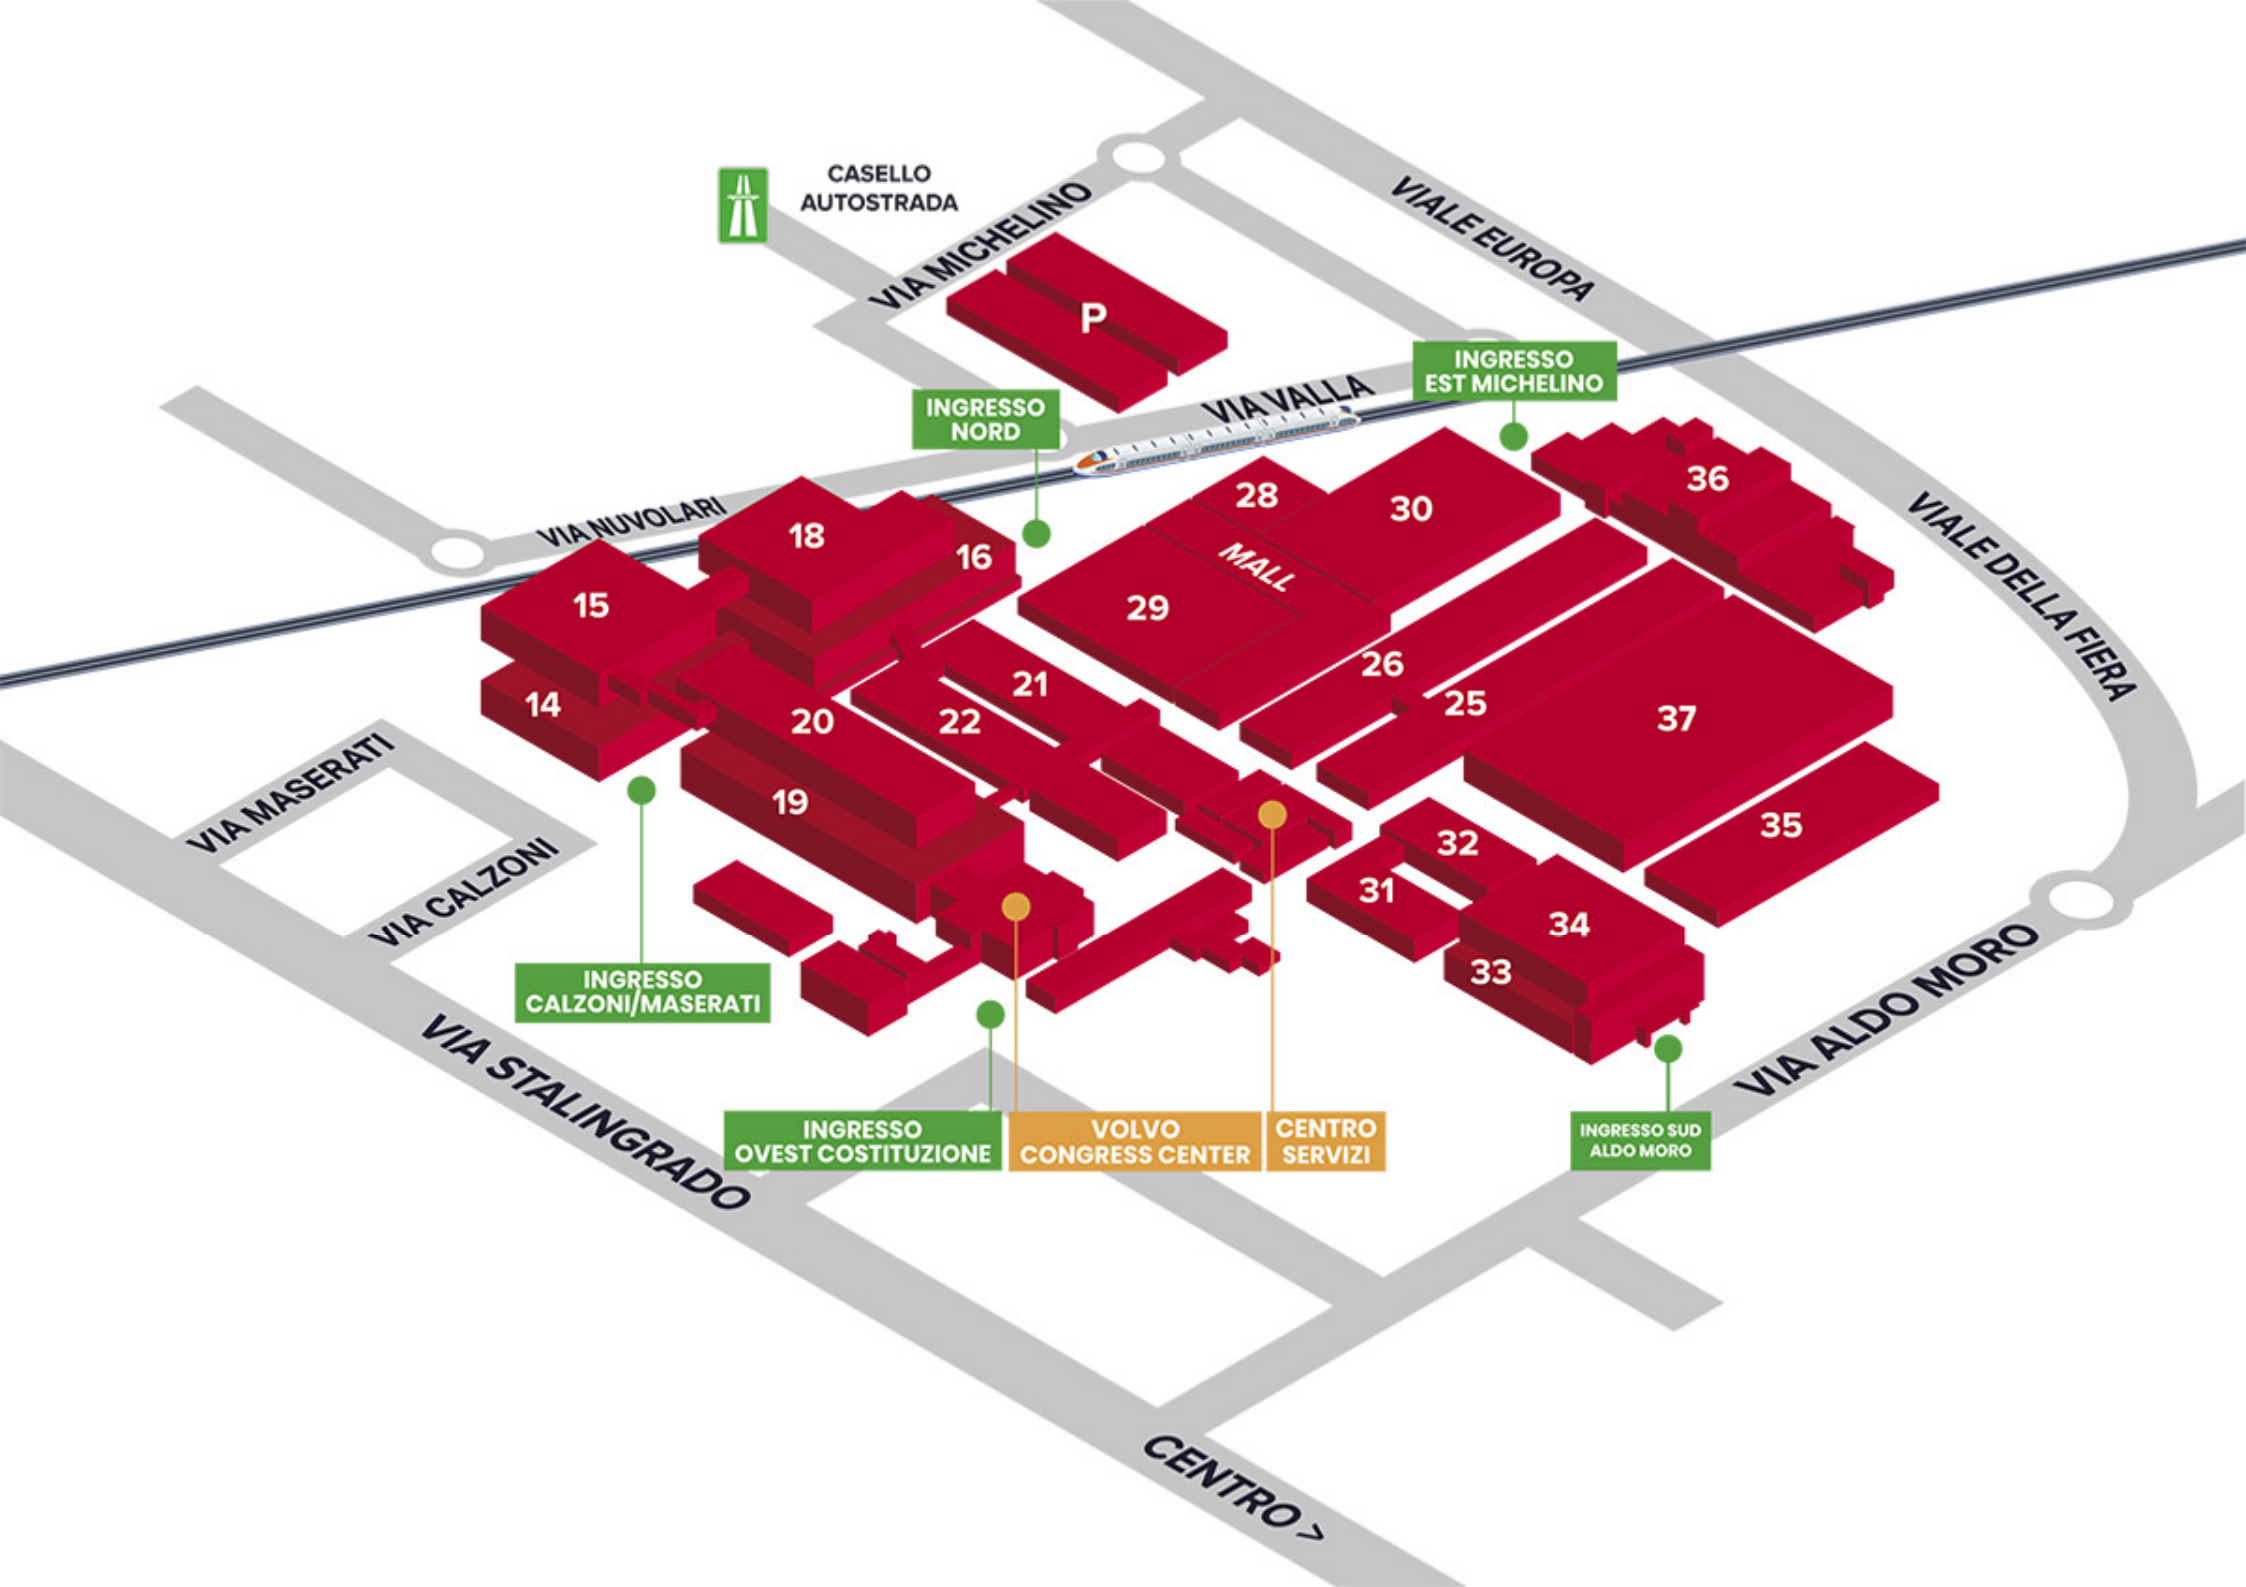 CASELLO
AUTOSTRADA
VIA MICHELINO
VIALE EUROPA
P
INGRESSO
EST MICHELINO
VIA VALLA
INGRESSO
NORD
VIA NUVOLARI
36
28
30
18
16
MALL
15
29
VIALE DELLA FIERA
26
21
14
25
20
22
37
VIA MASERATI
19
35
32
31
VIA CALZONI
34
33
INGRESSO
CALZONI/MASERATI
VIA ALDO MORO
VIA STALINGRADO
INGRESSO
OVEST COSTITUZIONE
VOLVO
CONGRESS CENTER
CENTRO
SERVIZI
INGRESSO SUD
ALDO MORO
CENTRO >